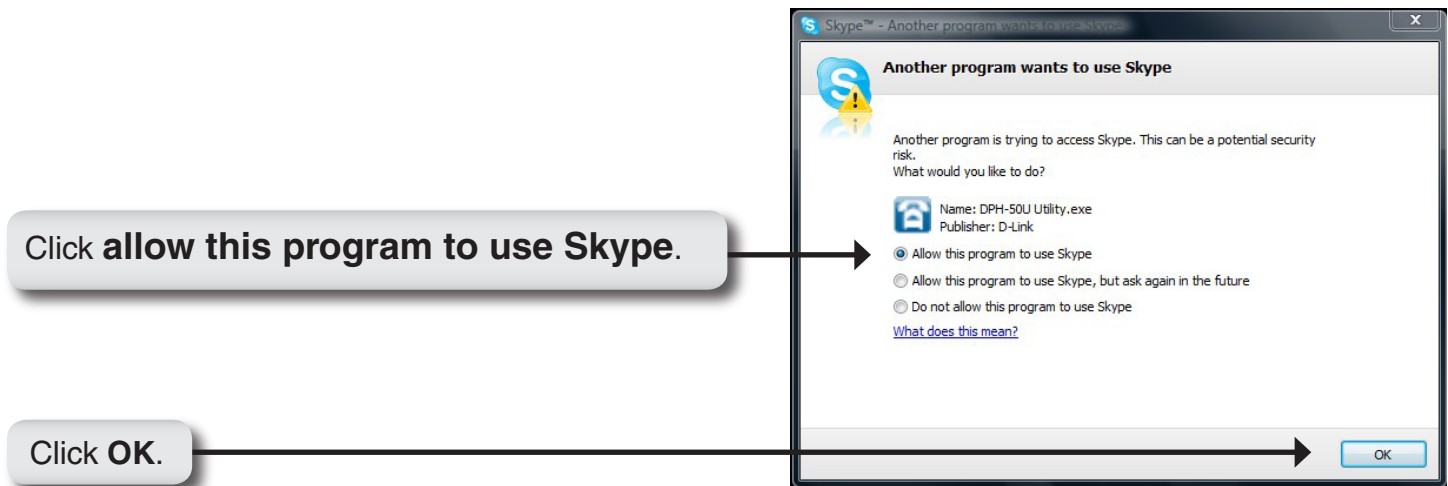 Skype™ - Another program wants to use Skype
X
Another program wants to use Skype
Another program is trying to access Skype. This can be a potential security
risk.
What would you like to do?
Name: DPH-50U Utility.exe
Publisher: D-Link
Click allow this program to use Skype.
Allow this program to use Skype
Allow this program to use Skype, but ask again in the future
Do not allow this program to use Skype
What does this mean?
Click OK.
OK